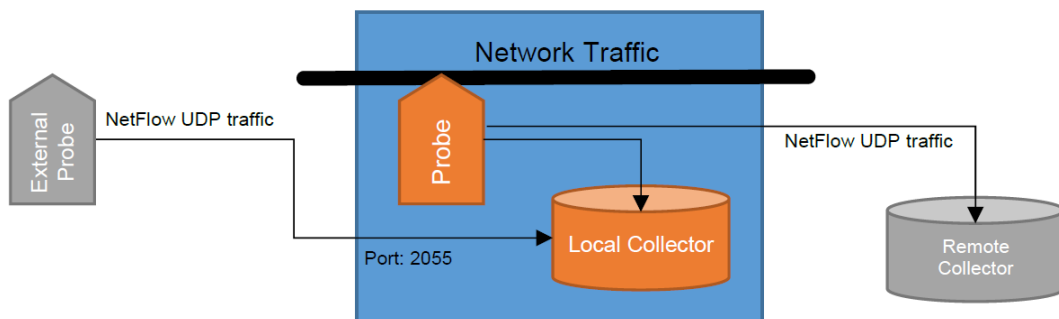 Network Traffic
External
Probe
NetFlow UDP traffic
Probe
NetFlow UDP traffic
Local Collector
Port: 2055
Remote
Collector